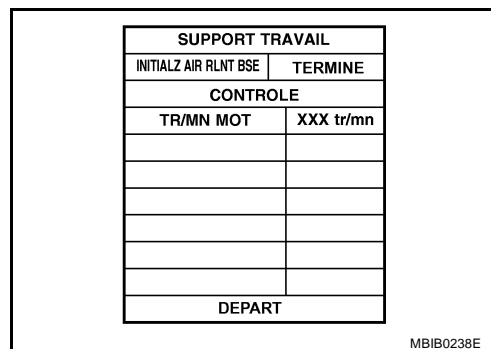 SUPPORT TRAVAIL
INITIALZ AIR RLNT BSE TERMINE
CONTROLE
TR/MN MOT XXX tr/mn
DEPART
MBIB0238E